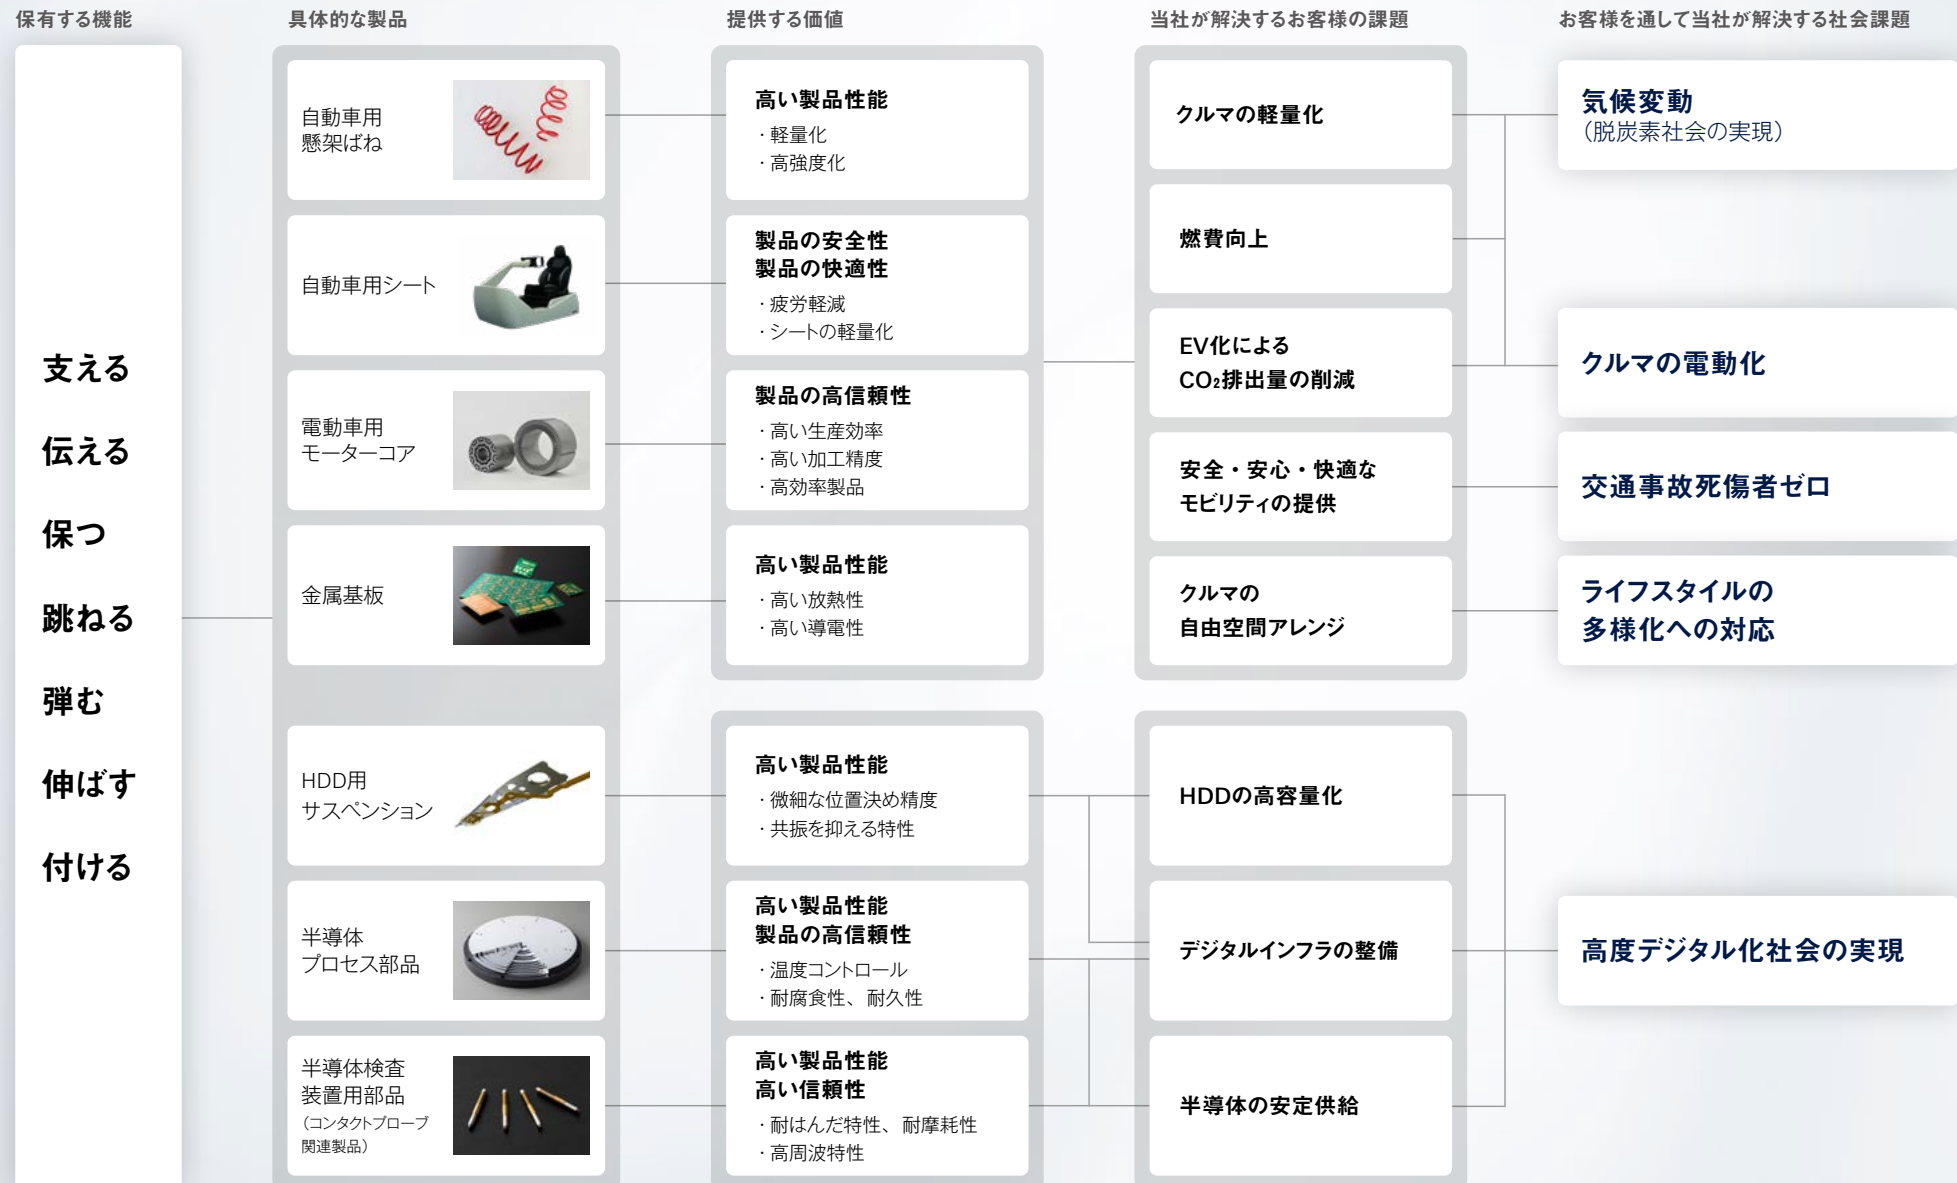 保有する機能
具体的な製品
提供する価値
当社が解決するお客様の課題
お客様を通して当社が解決する社会課題
支える
伝える
保つ
跳ねる
弾む
伸ばす
付ける
自動車用
懸架ばね
自動車用シート
電動車用
モーターコア
金属基板
HDD用
サスペンション
半導体
プロセス部品
半導体検査
装置用部品
（コンタクトプローブ
関連製品）
高い製品性能
・軽量化
・高強度化
製品の安全性
製品の快適性
・疲労軽減
・シートの軽量化
製品の高信頼性
・高い生産効率
・高い加工精度
・高効率製品
高い製品性能
・高い放熱性
・高い導電性
高い製品性能
・微細な位置決め精度
・共振を抑える特性
高い製品性能
製品の高信頼性
・温度コントロール
・耐腐食性、耐久性
高い製品性能
高い信頼性
・耐はんだ特性、耐摩耗性
・高周波特性
クルマの軽量化
燃費向上
EV化による
CO₂排出量の削減
安全・安心・快適な
モビリティの提供
クルマの
自由空間アレンジ
HDDの高容量化
デジタルインフラの整備
半導体の安定供給
気候変動
（脱炭素社会の実現）
クルマの電動化
交通事故死傷者ゼロ
ライフスタイルの
多様化への対応
高度デジタル化社会の実現